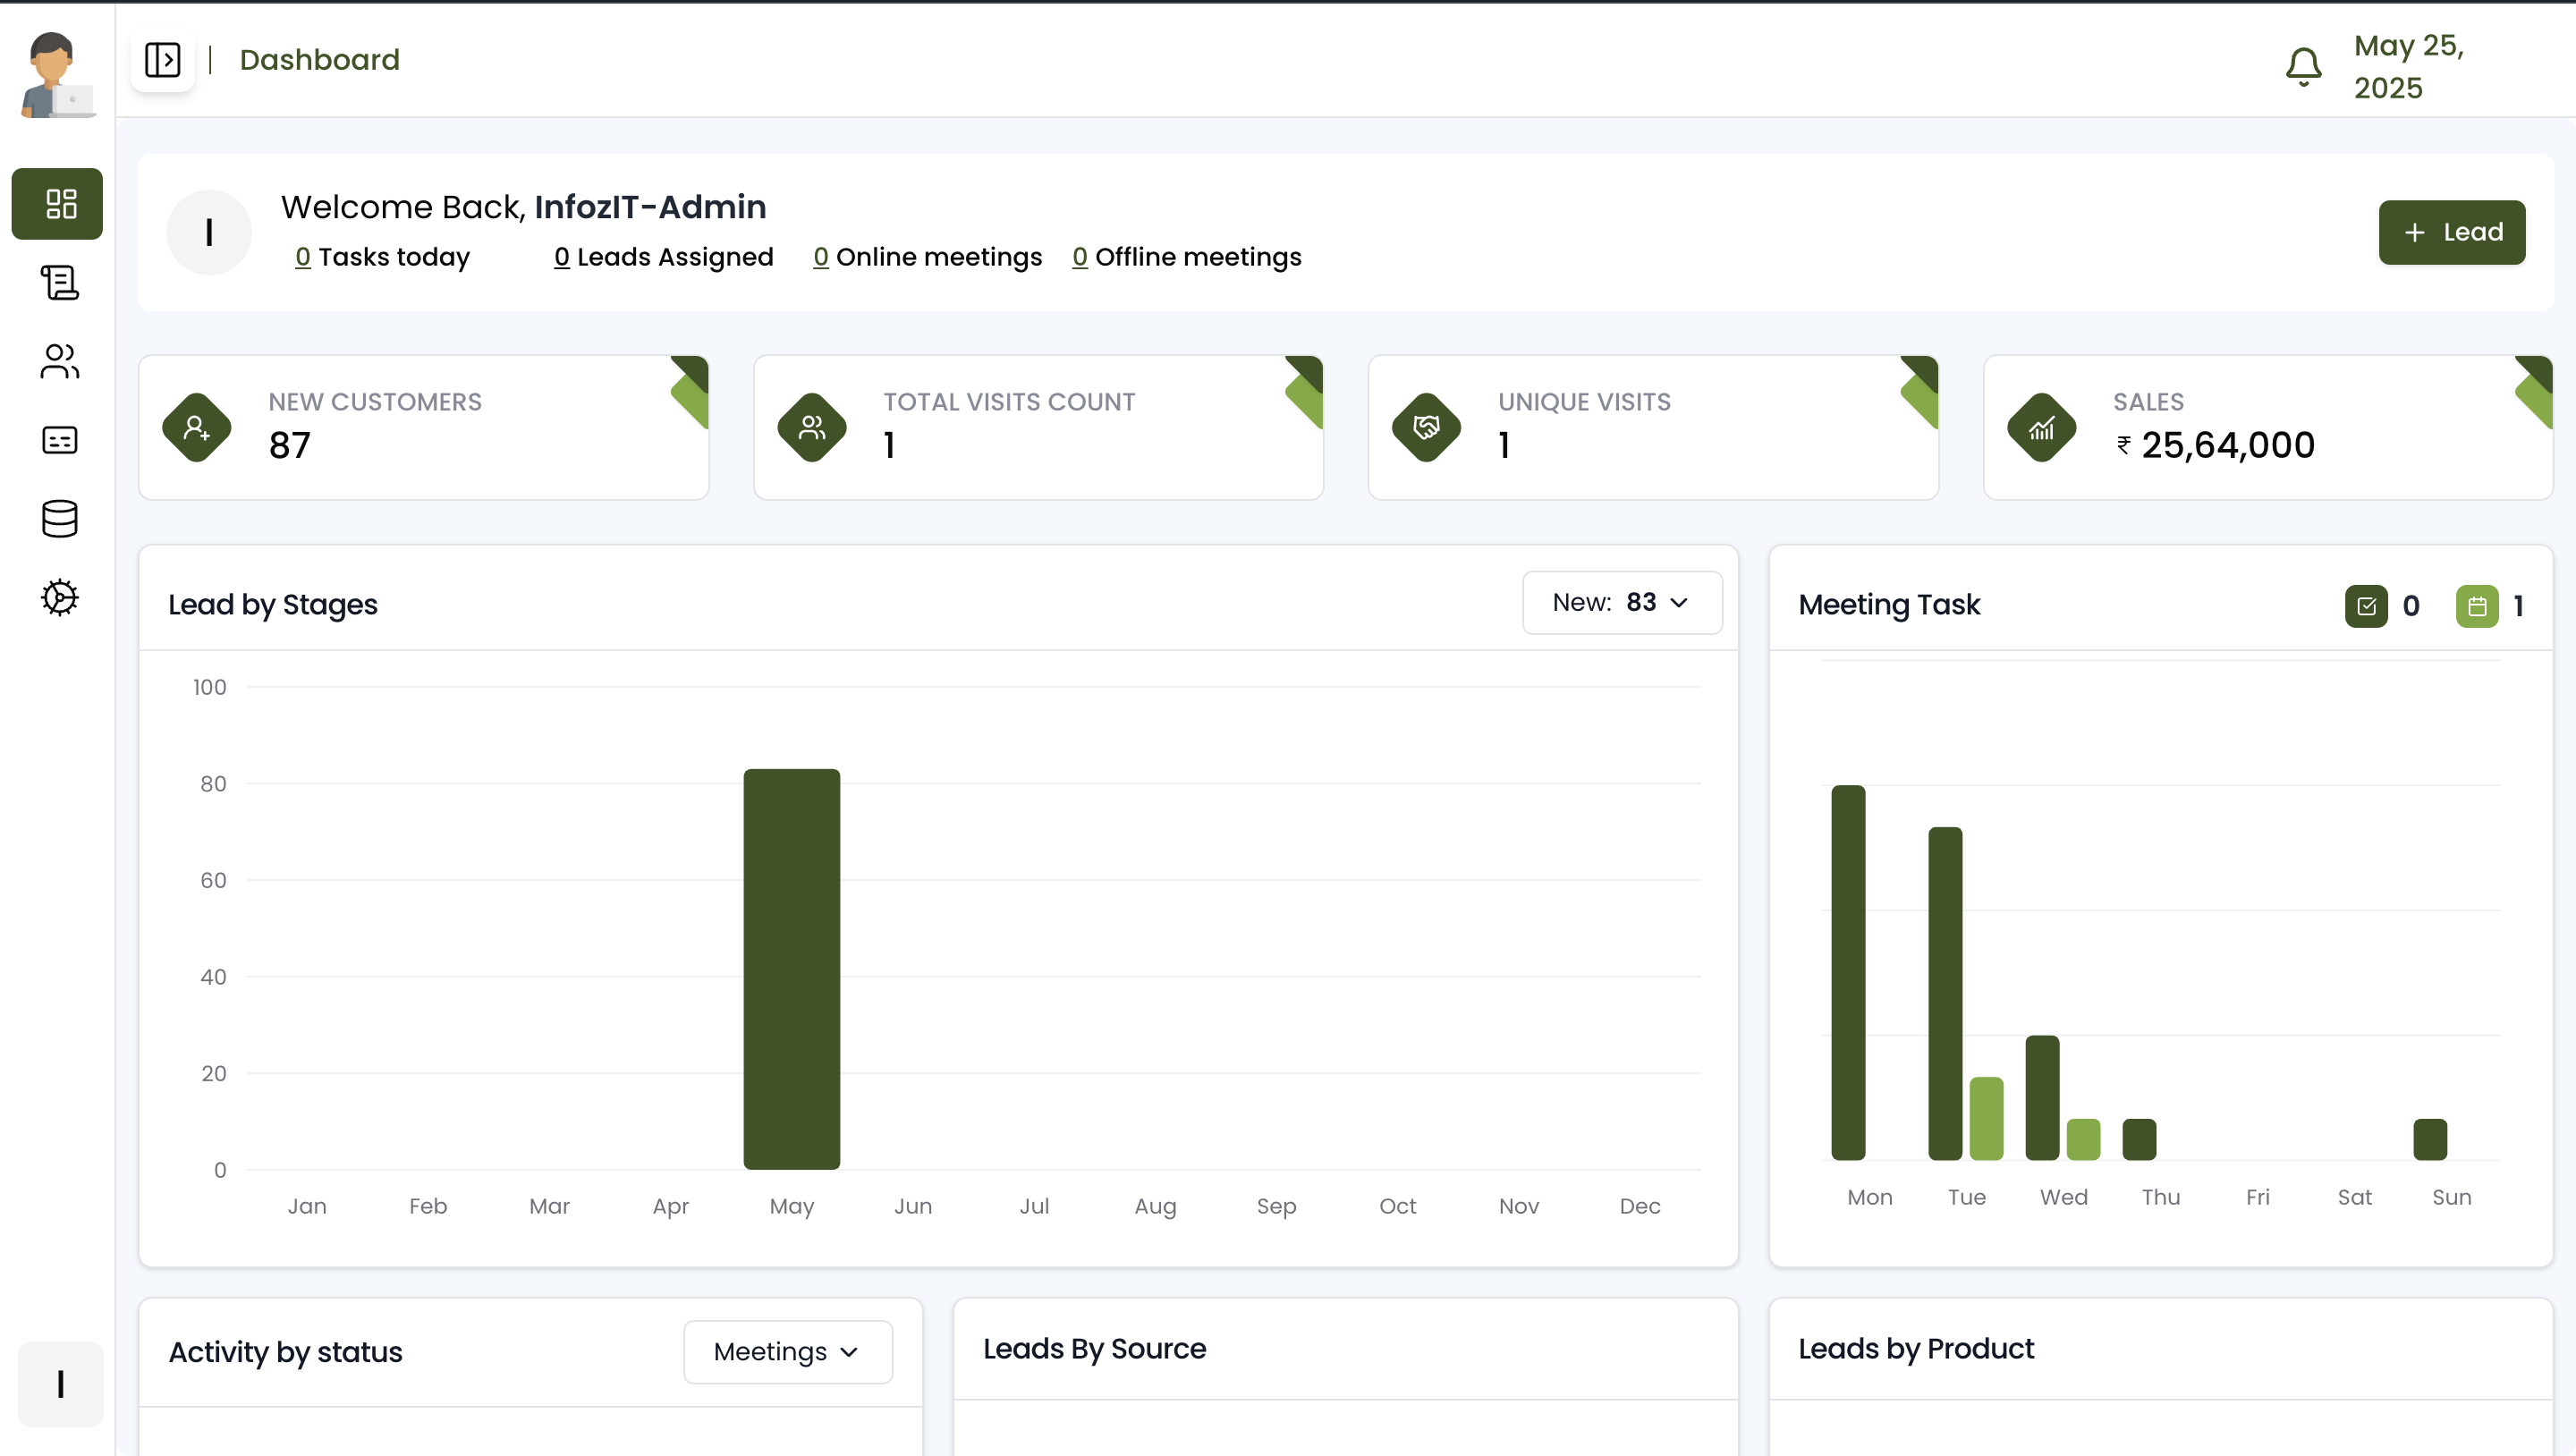 Dashboard
May 25,
2025
I
Welcome Back, InfozIT-Admin
0 Tasks today
0 Leads Assigned
0 Online meetings
0 Offline meetings
+ Lead
NEW CUSTOMERS
87
TOTAL VISITS COUNT
1
UNIQUE VISITS
1
SALES
₹ 25,64,000
Lead by Stages
New: 83
100
80
60
40
20
0
Jan Feb Mar Apr May Jun Jul Aug Sep Oct Nov Dec
Meeting Task
0
1
Mon Tue Wed Thu Fri Sat Sun
Activity by status
Meetings
Leads By Source
Leads by Product
I